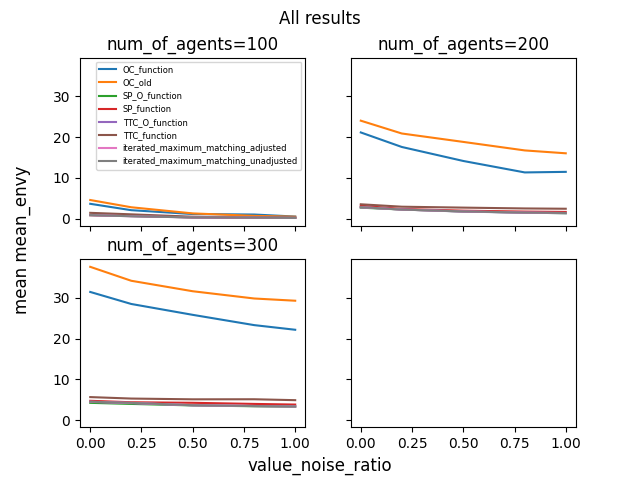 All results
num_of_agents=100
num_of_agents=200
OC_function
OC_old
SP_O_function
SP_function
TTC_O_function
TTC_function
iterated_maximum_matching_adjusted
iterated_maximum_matching_unadjusted
30
20
10
0
mean mean_envy
num_of_agents=300
30
20
10
0
0.00 0.25 0.50 0.75 1.00
0.00 0.25 0.50 0.75 1.00
value_noise_ratio